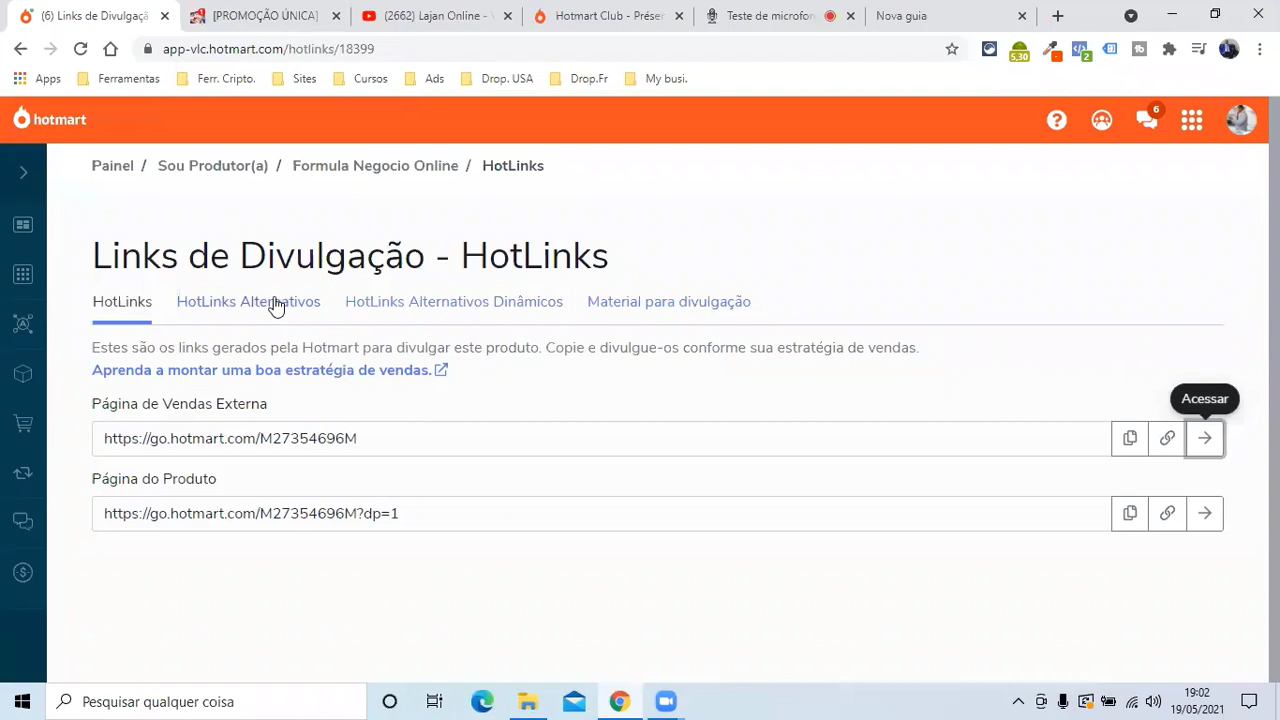 (6) Links de Divulgaçã
[PROMOÇÃO ÚNICA]
(2662) Lajan Online - V
Hotmart Club - Préser
Teste de microfon
Nova guia
app-vlc.hotmart.com/hotlinks/18399
5,30
2
Apps
Ferramentas
Ferr. Cripto.
Sites
Cursos
Ads
Drop. USA
Drop.Fr
My busi.
hotmart
6
Painel / Sou Produtor(a) / Formula Negocio Online / HotLinks
Links de Divulgação - HotLinks
HotLinks
HotLinks Alternativos
HotLinks Alternativos Dinâmicos
Material para divulgação
Estes são os links gerados pela Hotmart para divulgar este produto. Copie e divulgue-os conforme sua estratégia de vendas.
Aprenda a montar uma boa estratégia de vendas.
Acessar
Página de Vendas Externa
https://go.hotmart.com/M27354696M
Página do Produto
https://go.hotmart.com/M27354696M?dp=1
Pesquisar qualquer coisa
19:02
19/05/2021